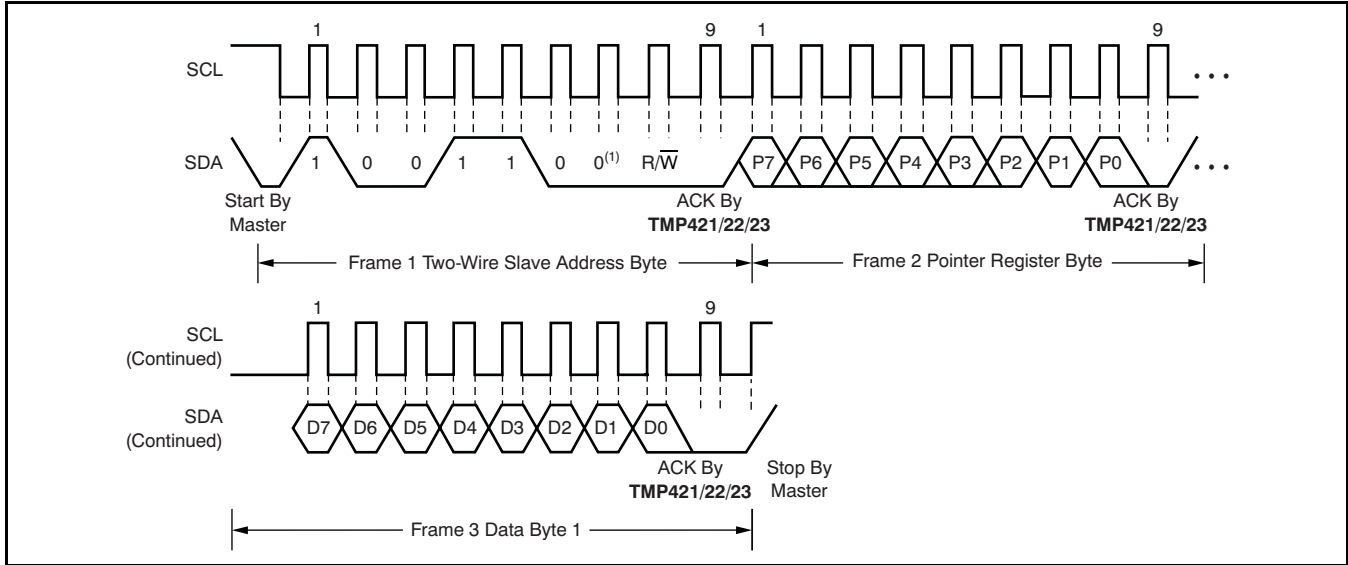 1 9 1 9
SCL
• • •
SDA 1 0 0 1 1 0 0(1) R/W̅ P7 P6 P5 P4 P3 P2 P1 P0 • • •
Start By
Master
ACK By
TMP421/22/23
ACK By
TMP421/22/23
Frame 1 Two-Wire Slave Address Byte
Frame 2 Pointer Register Byte
1 9
SCL
(Continued)
SDA
(Continued)
D7 D6 D5 D4 D3 D2 D1 D0
ACK By
TMP421/22/23
Stop By
Master
Frame 3 Data Byte 1